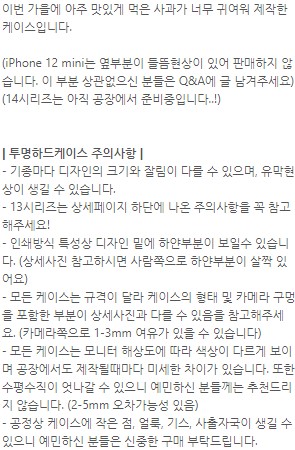 이번 가을에 아주 맛있게 먹은 사과가 너무 귀여워 제작한
케이스입니다.
(iPhone 12 mini는 옆부분이 들뜸현상이 있어 판매하지 않
습니다. 이 부분 상관없으신 분들은 Q&A에 글 남겨주세요)
(14시리즈는 아직 공장에서 준비중입니다..!)
| 투명하드케이스 주의사항 |
- 기종마다 디자인의 크기와 잘림이 다를 수 있으며, 유막현
상이 생길 수 있습니다.
- 13시리즈는 상세페이지 하단에 나온 주의사항을 꼭 참고
해주세요!
- 인쇄방식 특성상 디자인 밑에 하얀부분이 보일수 있습니
다. (상세사진 참고하시면 사람쪽으로 하얀부분이 살짝 있
어요)
- 모든 케이스는 규격이 달라 케이스의 형태 및 카메라 구멍
을 포함한 부분이 상세사진과 다를 수 있음을 참고해주세
요. (카메라쪽으로 1-3mm 여유가 있을 수 있습니다)
- 모든 케이스는 모니터 해상도에 따라 색상이 다르게 보이
며 공장에서도 제작될때마다 미세한 차이가 있습니다. 또한
수평수직이 엇나갈 수 있으니 예민하신 분들께는 추천드리
지 않습니다. (2-5mm 오차가능성 있음)
- 공정상 케이스에 작은 점, 얼룩, 기스, 사출자국이 생길 수
있으니 예민하신 분들은 신중한 구매 부탁드립니다.